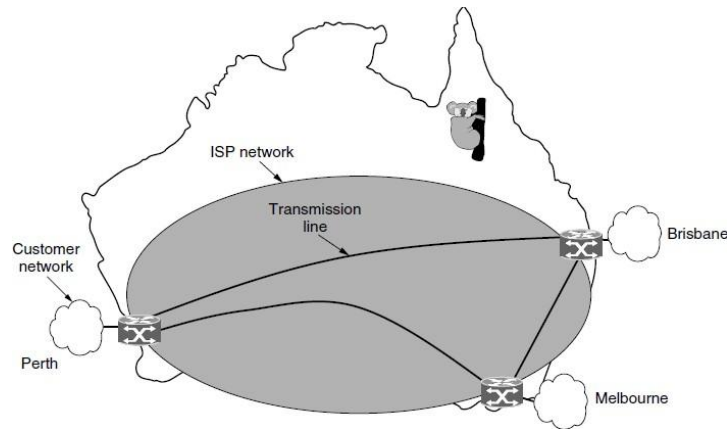 ISP network
Transmission
line
Customer
network
Brisbane
Perth
Melbourne